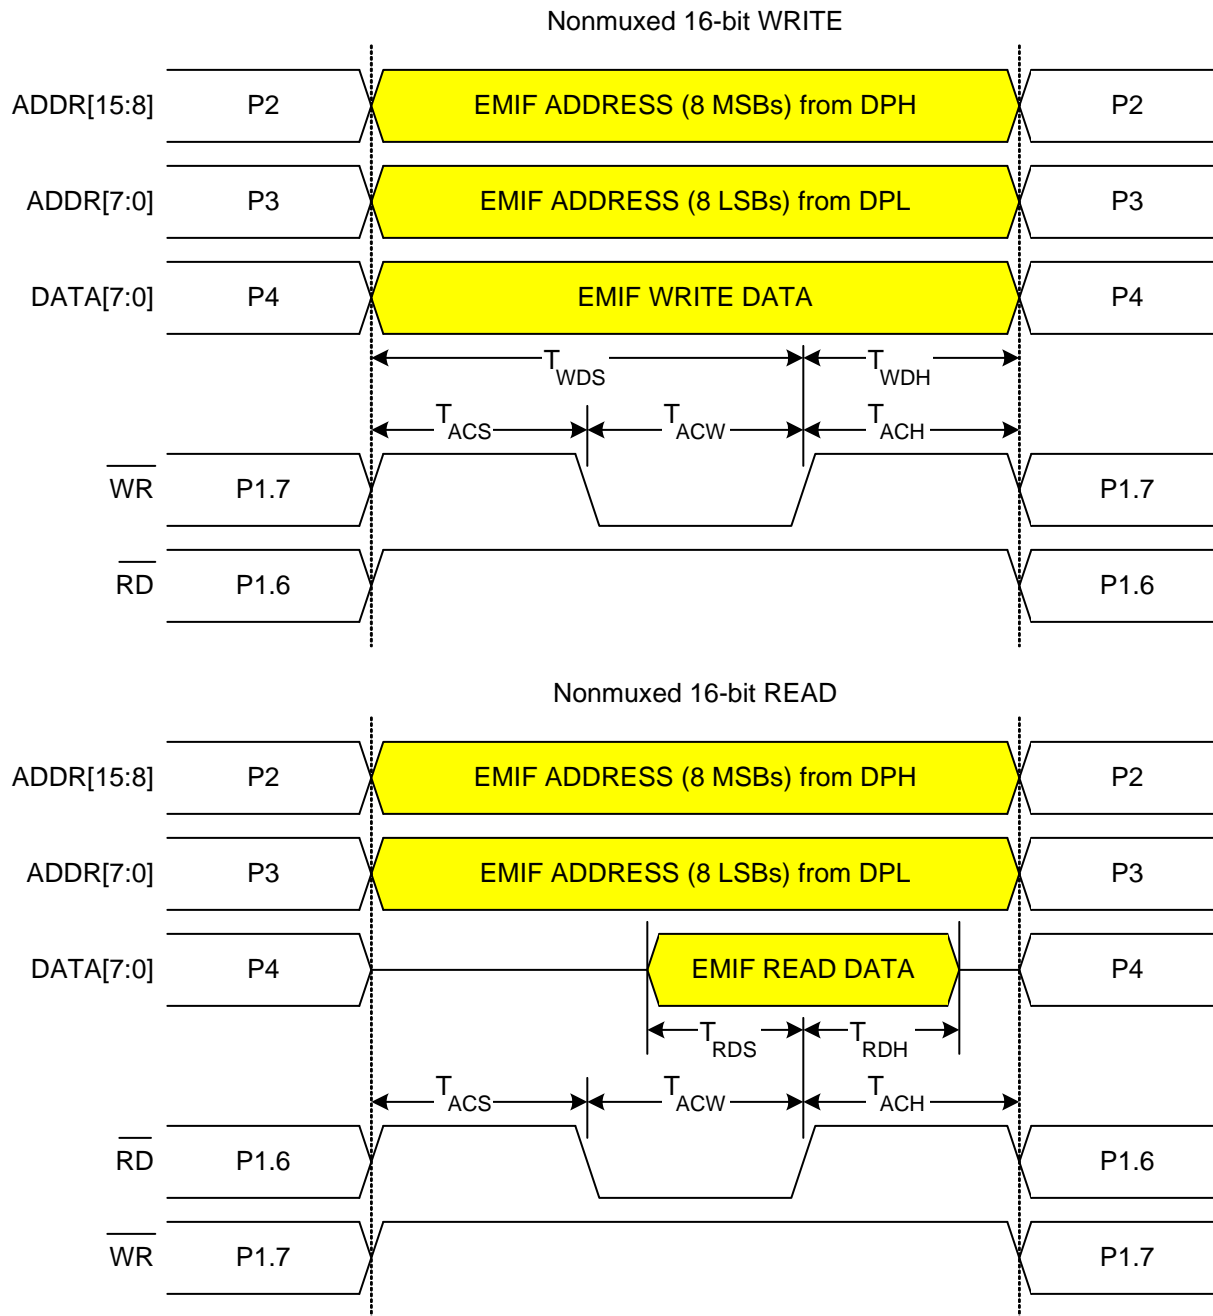 Nonmuxed 16-bit WRITE
ADDR[15:8] P2 EMIF ADDRESS (8 MSBs) from DPH P2
ADDR[7:0] P3 EMIF ADDRESS (8 LSBs) from DPL P3
DATA[7:0] P4 EMIF WRITE DATA P4
TWDS TWDH
TACS TACW TACH
WR P1.7 P1.7
RD P1.6 P1.6
Nonmuxed 16-bit READ
ADDR[15:8] P2 EMIF ADDRESS (8 MSBs) from DPH P2
ADDR[7:0] P3 EMIF ADDRESS (8 LSBs) from DPL P3
DATA[7:0] P4 EMIF READ DATA P4
TRDS TRDH
TACS TACW TACH
RD P1.6 P1.6
WR P1.7 P1.7